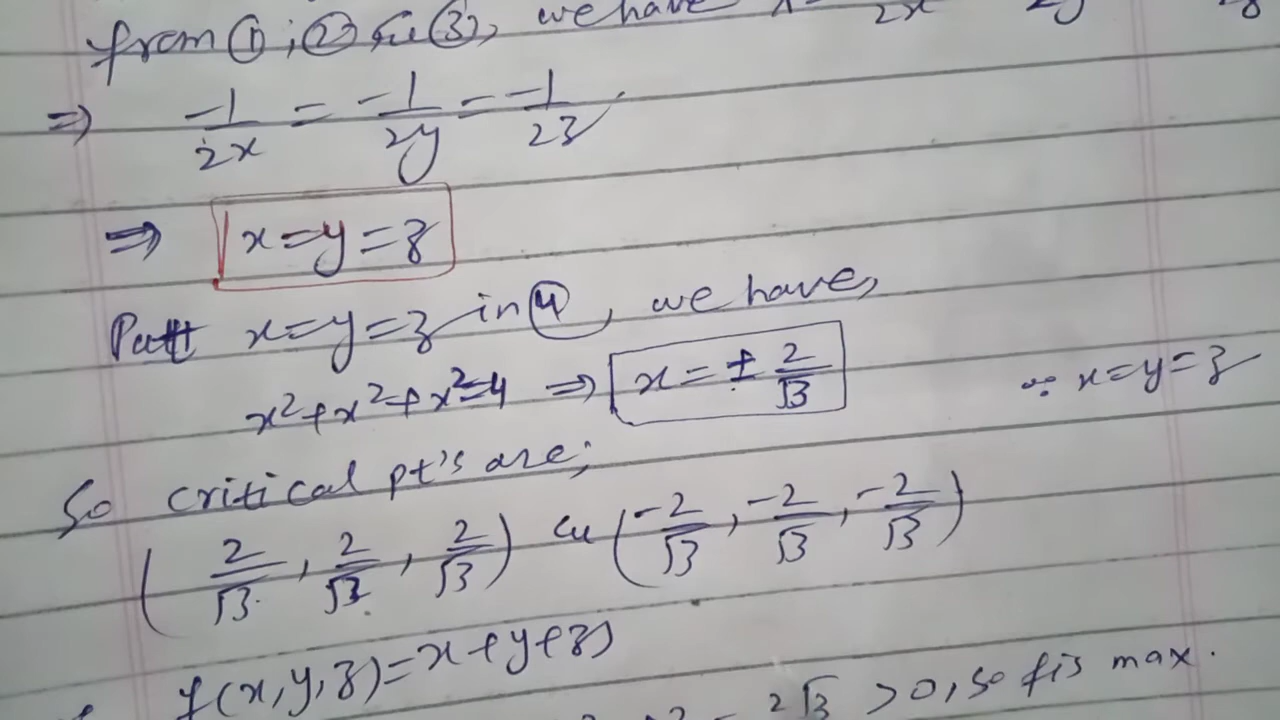 from ①, ② & ③, we have
⇒ -1/2x = -1/2y = -1/2z
⇒ x=y=z
Put x=y=z in ④, we have,
x²+x²+x²=4 ⇒ x = ± 2/√3 ∵ x=y=z
So critical pt's are;
(2/√3, 2/√3, 2/√3) & (-2/√3, -2/√3, -2/√3)
f(x,y,z)=x+y+z
2√3 >0, so f is max.